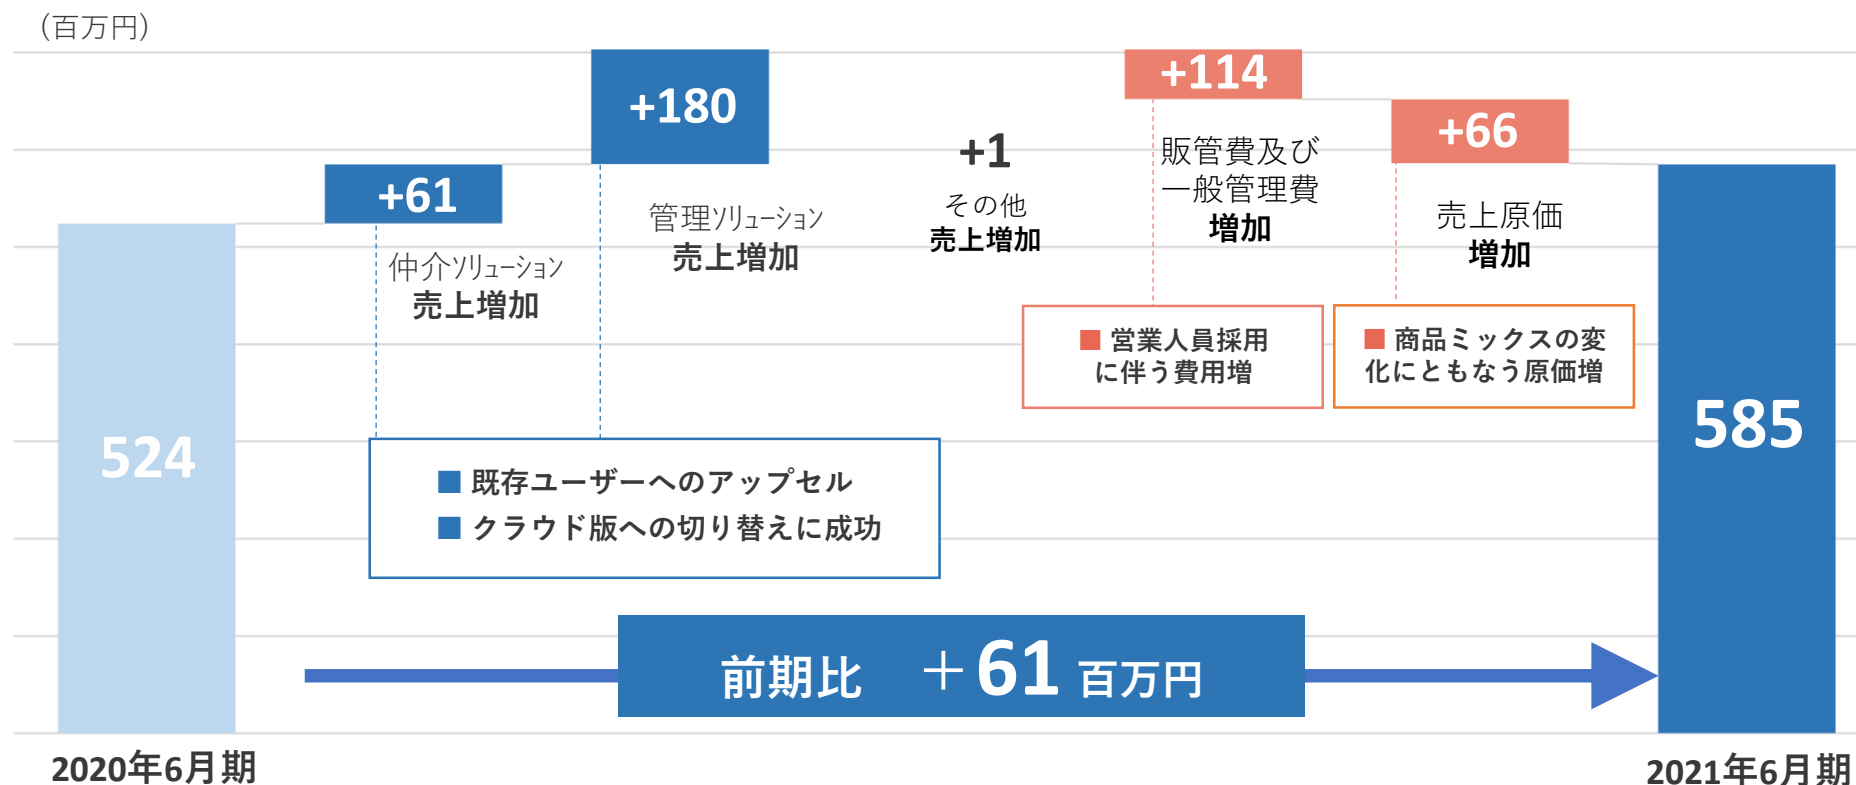 (百万円)
+61
仲介ソリューション
売上増加
+180
管理ソリューション
売上増加
+1
その他
売上増加
+114
販管費及び
一般管理費
増加
+66
売上原価
増加
■ 営業人員採用
に伴う費用増
■ 商品ミックスの変
化にともなう原価増
524
585
■ 既存ユーザーへのアップセル
■ クラウド版への切り替えに成功
前期比 +61 百万円
2020年6月期
2021年6月期